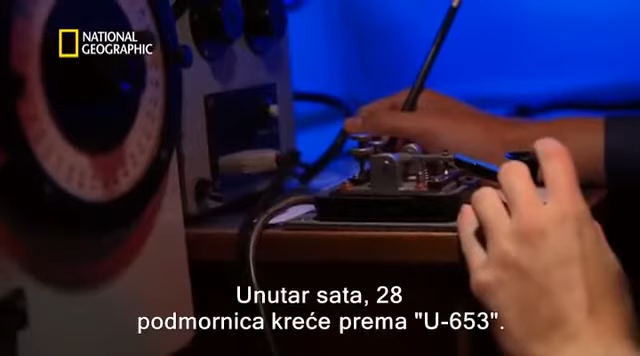 NATIONAL
GEOGRAPHIC
Unutar sata, 28
podmornica kreće prema "U-653".